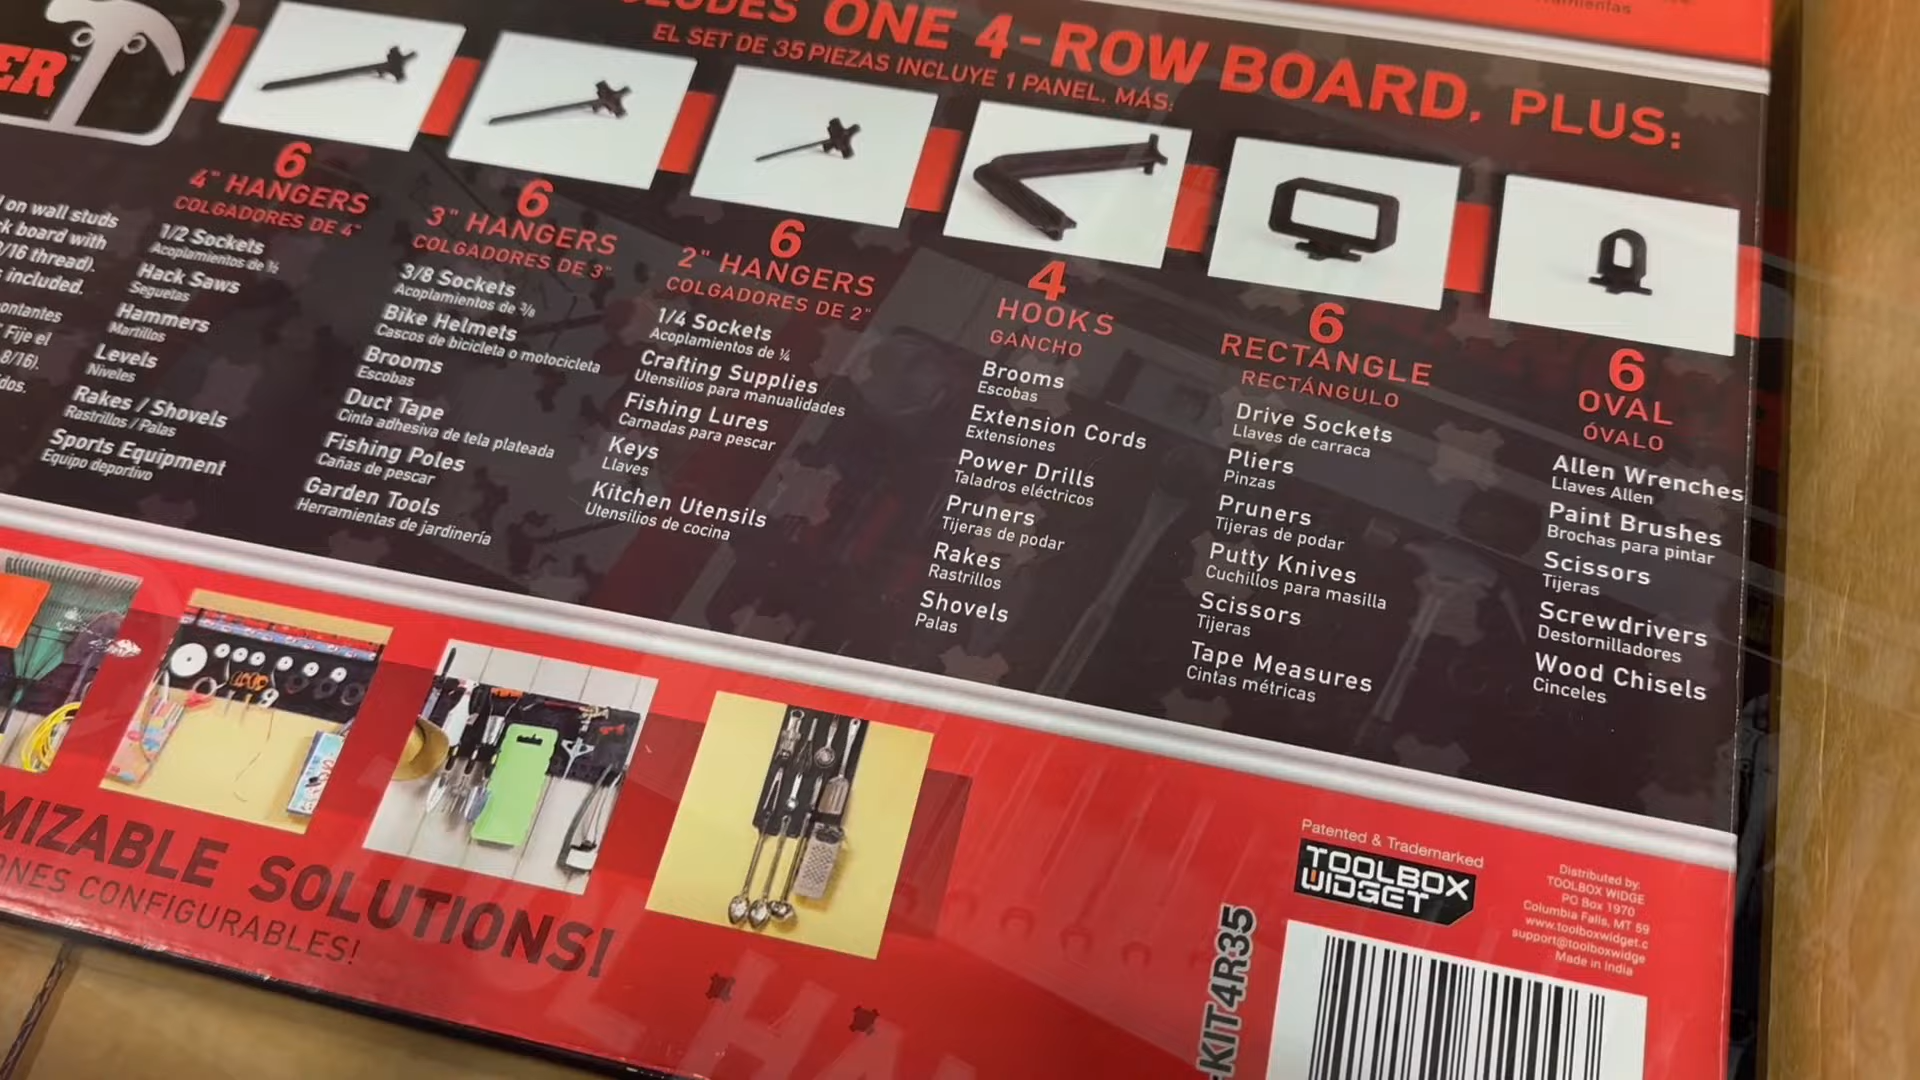 ONE 4-ROW BOARD, PLUS:
EL SET DE 35 PIEZAS INCLUYE 1 PANEL, MÁS:
on wall studs
board with
thread).
included.
Fije el
6
4" HANGERS
COLGADORES DE 4"
1/2 Sockets
Acoplamientos de ½
Hack Saws
Seguetas
Hammers
Martillos
Levels
Niveles
Rakes / Shovels
Rastrillos / Palas
Sports Equipment
Equipo deportivo
6
3" HANGERS
COLGADORES DE 3"
3/8 Sockets
Acoplamientos de ⅜
Bike Helmets
Cascos de bicicleta o motocicleta
Brooms
Escobas
Duct Tape
Cinta adhesiva de tela plateada
Fishing Poles
Cañas de pescar
Garden Tools
Herramientas de jardinería
6
2" HANGERS
COLGADORES DE 2"
1/4 Sockets
Acoplamientos de ¼
Crafting Supplies
Utensilios para manualidades
Fishing Lures
Carnadas para pescar
Keys
Llaves
Kitchen Utensils
Utensilios de cocina
4
HOOKS
GANCHO
Brooms
Escobas
Extension Cords
Extensiones
Power Drills
Taladros eléctricos
Pruners
Tijeras de podar
Rakes
Rastrillos
Shovels
Palas
6
RECTANGLE
RECTÁNGULO
Drive Sockets
Llaves de carraca
Pliers
Pinzas
Pruners
Tijeras de podar
Putty Knives
Cuchillos para masilla
Scissors
Tijeras
Tape Measures
Cintas métricas
6
OVAL
ÓVALO
Allen Wrenches
Llaves Allen
Paint Brushes
Brochas para pintar
Scissors
Tijeras
Screwdrivers
Destornilladores
Wood Chisels
Cinceles
MIZABLE SOLUTIONS!
ONES CONFIGURABLES!
Patented & Trademarked
TOOLBOX
WIDGET
Distributed by:
TOOLBOX WIDGE
PO Box 1970
Columbia Falls, MT 59
www.toolboxwidget.c
support@toolboxwidge
Made in India
-KIT4R35